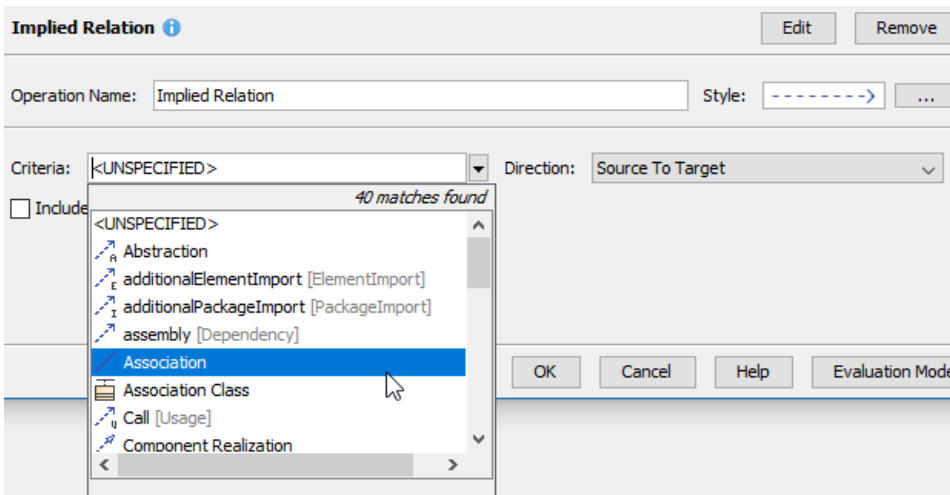 Implied Relation
Edit
Remove
Operation Name: Implied Relation
Style:
...
Criteria: <UNSPECIFIED>
Direction: Source To Target
40 matches found
Include
<UNSPECIFIED>
Abstraction
additionalElementImport [ElementImport]
additionalPackageImport [PackageImport]
assembly [Dependency]
Association
OK
Cancel
Help
Evaluation Mode
Association Class
Call [Usage]
Component Realization